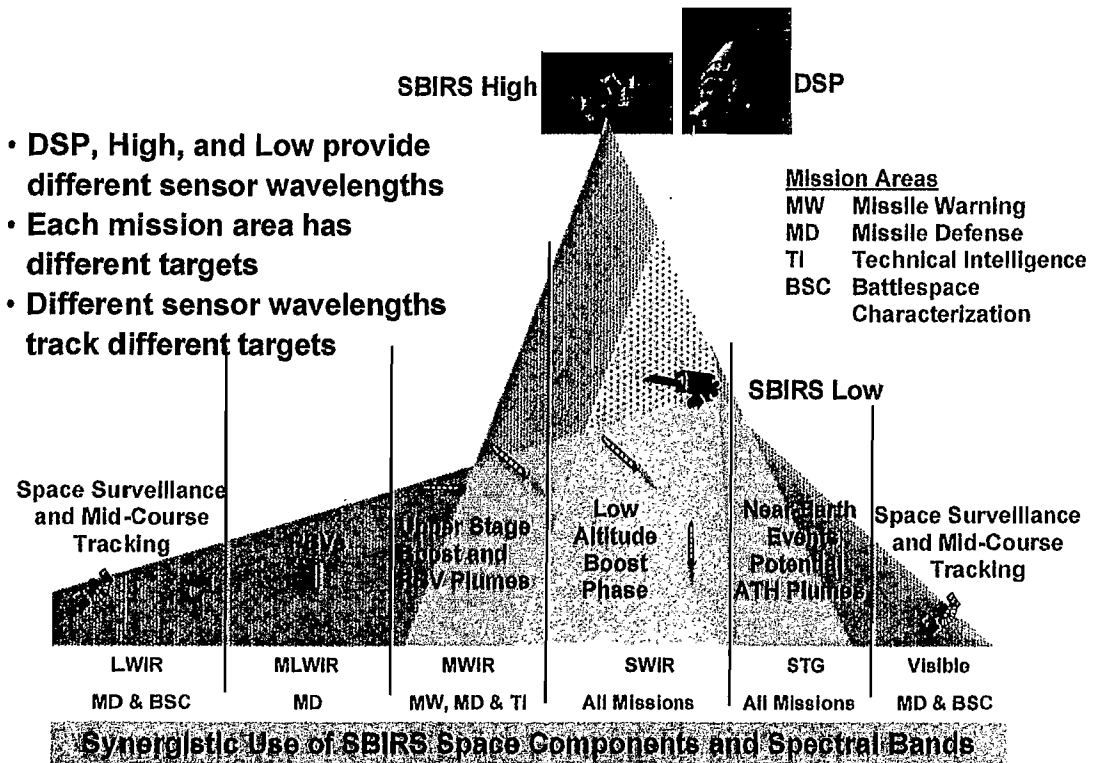 SBIRS High
DSP
• DSP, High, and Low provide
different sensor wavelengths
• Each mission area has
different targets
• Different sensor wavelengths
track different targets
Mission Areas
MW Missile Warning
MD Missile Defense
TI Technical Intelligence
BSC Battlespace
Characterization
SBIRS Low
Space Surveillance
and Mid-Course
Tracking
Upper Stage
Boost and
Plumes
Low
Altitude
Boost
Phase
Near-Earth
Events
Potential
ATH Plumes
Space Surveillance
and Mid-Course
Tracking
LWIR
MLWIR
MWIR
SWIR
STG
Visible
MD & BSC
MD
MW, MD & TI
All Missions
All Missions
MD & BSC
Synergistic Use of SBIRS Space Components and Spectral Bands